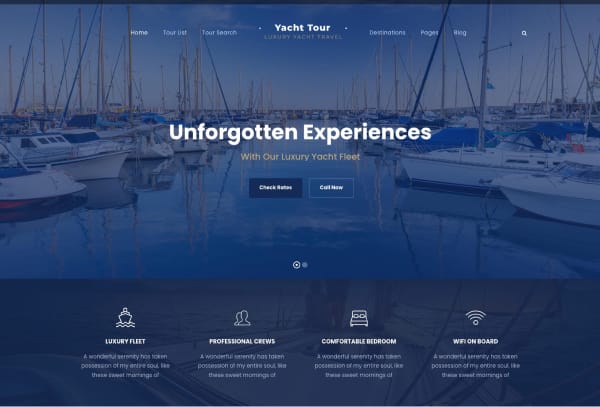 Home
Tour List
Tour Search
Yacht Tour
LUXURY YACHT TRAVEL
Destinations
Pages
Blog
Unforgotten Experiences
With Our Luxury Yacht Fleet
Check Rates
Call Now
LUXURY FLEET
A wonderful serenity has taken
possession of my entire soul, like
these sweet mornings of
PROFESSIONAL CREWS
A wonderful serenity has taken
possession of my entire soul, like
these sweet mornings of
COMFORTABLE BEDROOM
A wonderful serenity has taken
possession of my entire soul, like
these sweet mornings of
WIFI ON BOARD
A wonderful serenity has taken
possession of my entire soul, like
these sweet mornings of